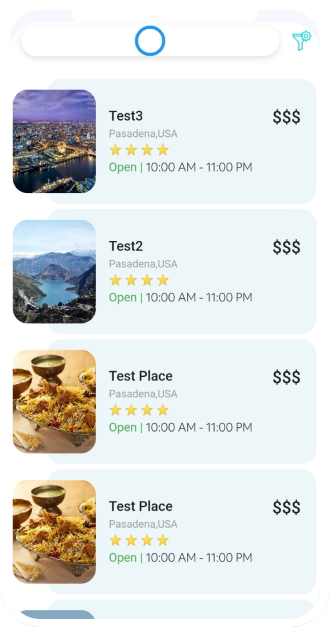 Test3
$$$
Pasadena,USA
Open | 10:00 AM - 11:00 PM
Test2
$$$
Pasadena,USA
Open | 10:00 AM - 11:00 PM
Test Place
$$$
Pasadena,USA
Open | 10:00 AM - 11:00 PM
Test Place
$$$
Pasadena,USA
Open | 10:00 AM - 11:00 PM